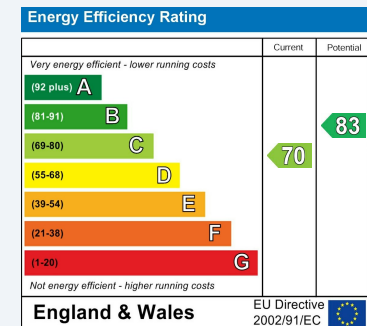 Energy Efficiency Rating
Current Potential
Very energy efficient - lower running costs
(92 plus) A
(81-91) B
83
(69-80) C
70
(55-68) D
(39-54) E
(21-38) F
(1-20) G
Not energy efficient - higher running costs
England & Wales
EU Directive
2002/91/EC